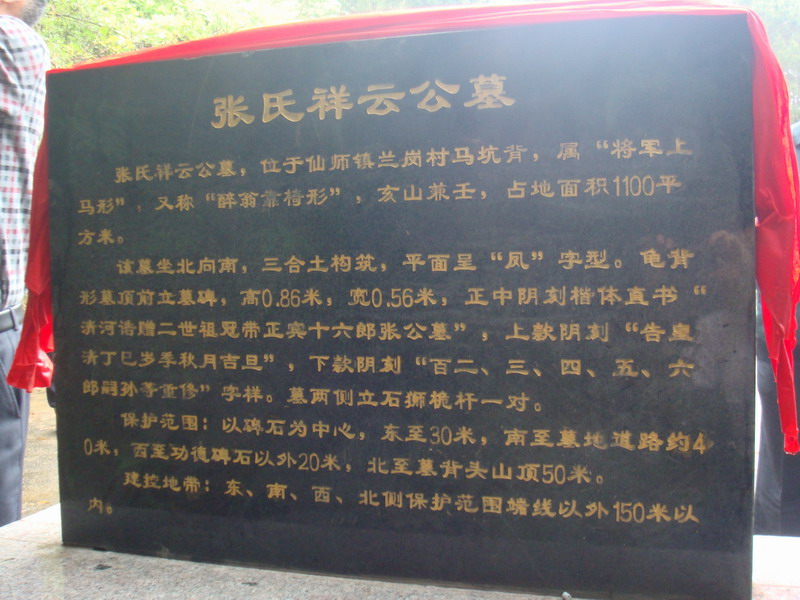 张氏祥云公墓
张氏祥云公墓，位于仙师镇兰岗村马坑背，属“将军上
马形”，又称“醉翁靠椅形”，亥山兼壬，占地面积1100平
方米。
该墓坐北向南，三合土构筑，平面呈“凤”字型。龟背
形墓顶前立墓碑，高0.86米，宽0.56米，正中阴刻楷体直书“
清河诰赠二世祖冠带正宾十六郎张公墓”，上款阴刻“告皇
清丁巳岁季秋月吉旦”，下款阴刻“百二、三、四、五、六
郎嗣孙等重修”字样。墓两侧立石狮桅杆一对。
保护范围：以碑石为中心，东至30米，南至墓地道路约4
0米，西至功德碑石以外20米，北至墓背头山顶50米。
建控地带：东、南、西、北侧保护范围墙线以外150米以
内。